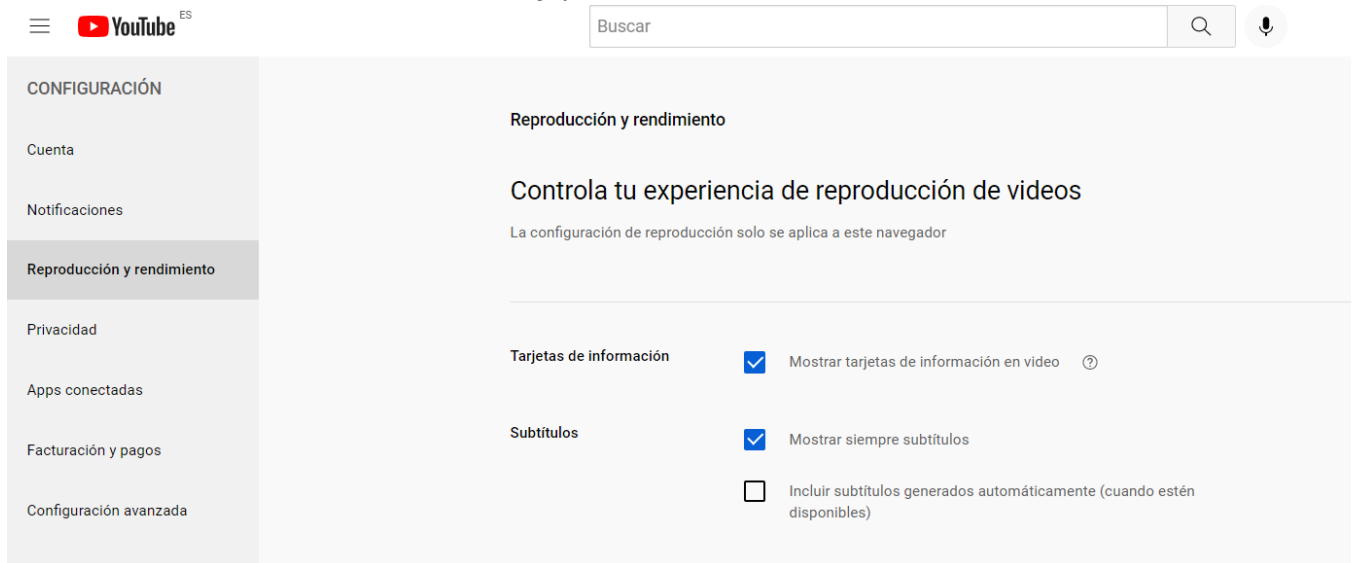 YouTube ES
Buscar
CONFIGURACIÓN
Cuenta
Notificaciones
Reproducción y rendimiento
Privacidad
Apps conectadas
Facturación y pagos
Configuración avanzada
Reproducción y rendimiento
Controla tu experiencia de reproducción de videos
La configuración de reproducción solo se aplica a este navegador
Tarjetas de información
Mostrar tarjetas de información en video
Subtítulos
Mostrar siempre subtítulos
Incluir subtítulos generados automáticamente (cuando estén
disponibles)